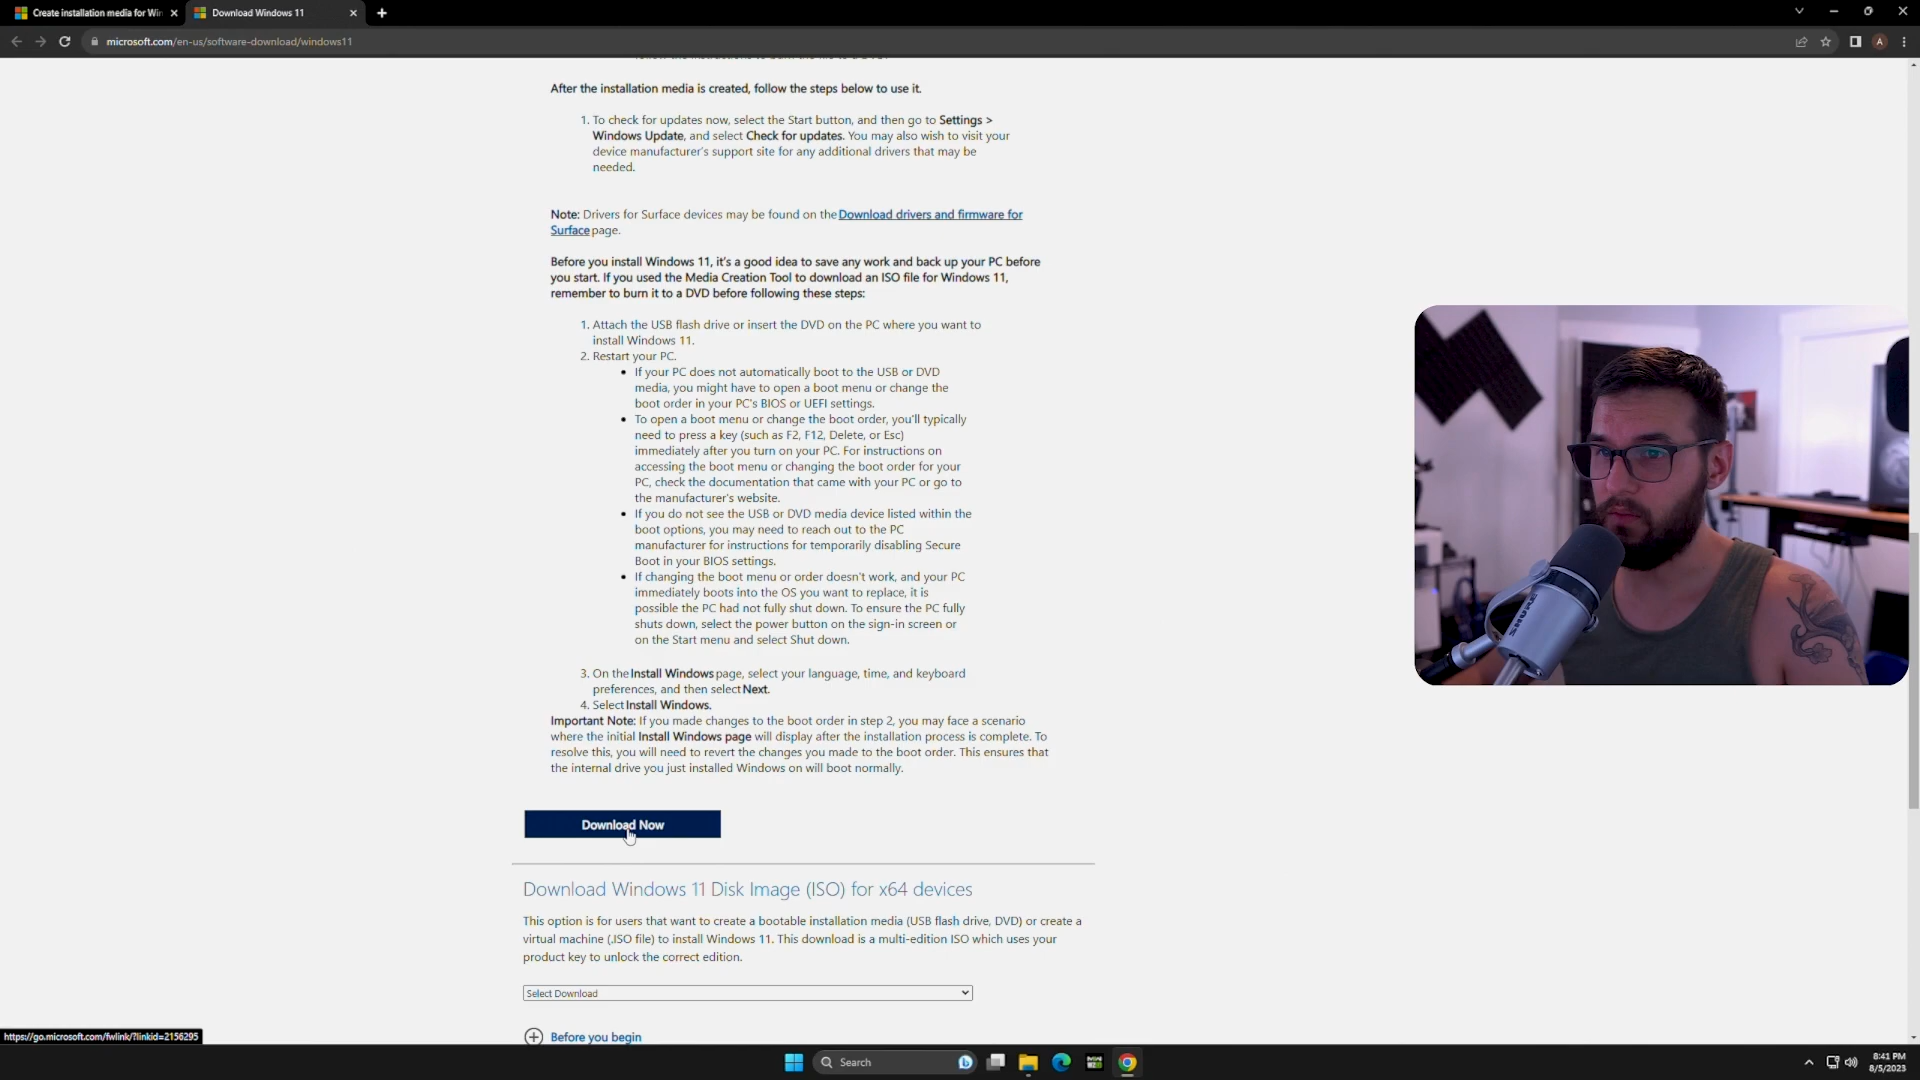 Create installation media for Win
Download Windows 11
microsoft.com/en-us/software-download/windows11
A
After the installation media is created, follow the steps below to use it.
1. To check for updates now, select the Start button, and then go to Settings >
Windows Update, and select Check for updates. You may also wish to visit your
device manufacturer's support site for any additional drivers that may be
needed.
Note: Drivers for Surface devices may be found on the Download drivers and firmware for
Surface page.
Before you install Windows 11, it's a good idea to save any work and back up your PC before
you start. If you used the Media Creation Tool to download an ISO file for Windows 11,
remember to burn it to a DVD before following these steps:
1. Attach the USB flash drive or insert the DVD on the PC where you want to
install Windows 11.
2. Restart your PC.
• If your PC does not automatically boot to the USB or DVD
media, you might have to open a boot menu or change the
boot order in your PC's BIOS or UEFI settings.
• To open a boot menu or change the boot order, you'll typically
need to press a key (such as F2, F12, Delete, or Esc)
immediately after you turn on your PC. For instructions on
accessing the boot menu or changing the boot order for your
PC, check the documentation that came with your PC or go to
the manufacturer's website.
• If you do not see the USB or DVD media device listed within the
boot options, you may need to reach out to the PC
manufacturer for instructions for temporarily disabling Secure
Boot in your BIOS settings.
• If changing the boot menu or order doesn't work, and your PC
immediately boots into the OS you want to replace, it is
possible the PC had not fully shut down. To ensure the PC fully
shuts down, select the power button on the sign-in screen or
on the Start menu and select Shut down.
3. On the Install Windows page, select your language, time, and keyboard
preferences, and then select Next.
4. Select Install Windows.
Important Note: If you made changes to the boot order in step 2, you may face a scenario
where the initial Install Windows page will display after the installation process is complete. To
resolve this, you will need to revert the changes you made to the boot order. This ensures that
the internal drive you just installed Windows on will boot normally.
Download Now
Download Windows 11 Disk Image (ISO) for x64 devices
This option is for users that want to create a bootable installation media (USB flash drive, DVD) or create a
virtual machine (.ISO file) to install Windows 11. This download is a multi-edition ISO which uses your
product key to unlock the correct edition.
Select Download
Before you begin
https://go.microsoft.com/fwlink/?linkid=2156295
SHURE
Search
8:41 PM
8/5/2023